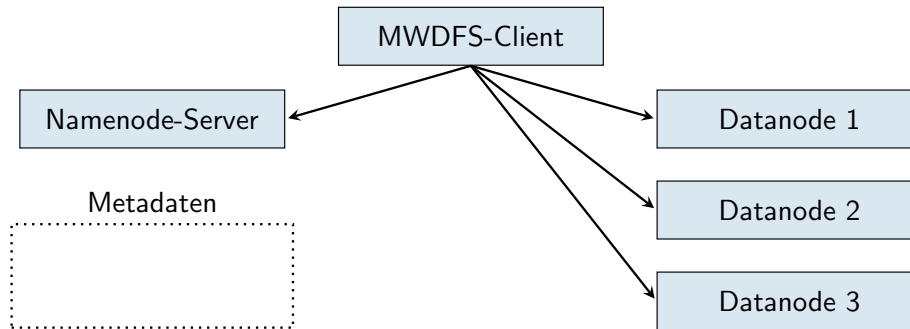 MWDFS-Client
Namenode-Server
Datanode 1
Datanode 2
Metadaten
Datanode 3